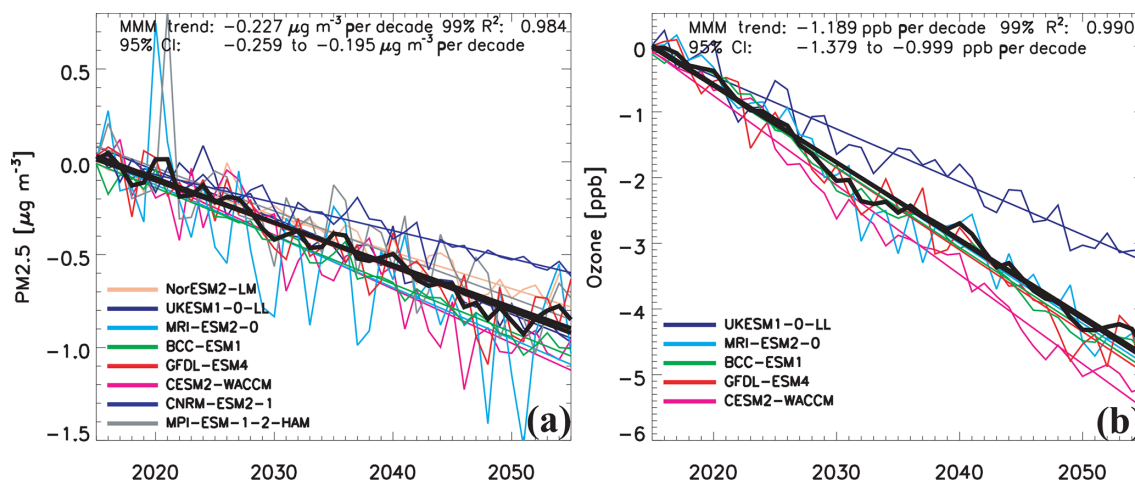 MMM trend: −0.227 μg m⁻³ per decade 99% R²: 0.984
95% CI: −0.259 to −0.195 μg m⁻³ per decade
0.5
0.0
−0.5
−1.0
−1.5
PM2.5 [μg m⁻³]
NorESM2−LM
UKESM1−0−LL
MRI−ESM2−0
BCC−ESM1
GFDL−ESM4
CESM2−WACCM
CNRM−ESM2−1
MPI−ESM−1−2−HAM
(a)
2020 2030 2040 2050
MMM trend: −1.189 ppb per decade 99% R²: 0.990
95% CI: −1.379 to −0.999 ppb per decade
0
−1
−2
−3
−4
−5
−6
Ozone [ppb]
UKESM1−0−LL
MRI−ESM2−0
BCC−ESM1
GFDL−ESM4
CESM2−WACCM
(b)
2020 2030 2040 2050